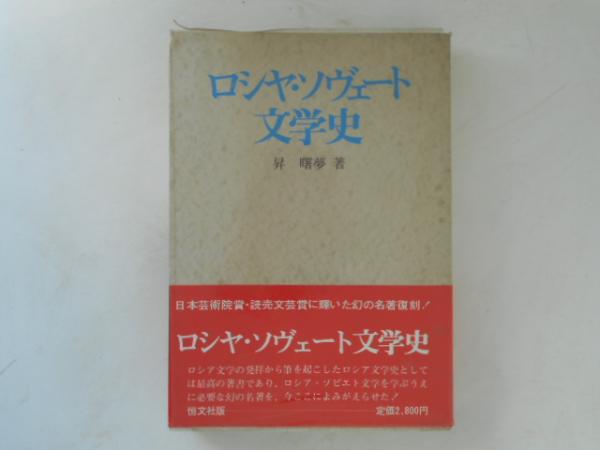 ロシヤ・ソヴェート
文学史
昇 曙夢 著
日本芸術院賞・読売文芸賞に輝いた幻の名著復刻!
ロシヤ・ソヴェート文学史
ロシア文学の発祥から筆を起こしたロシア文学史として
は最高の著書であり、ロシア・ソビエト文学を学ぶうえ
に必要な幻の名著を、今ここによみがえらせた!
恒文社版 定価2,800円